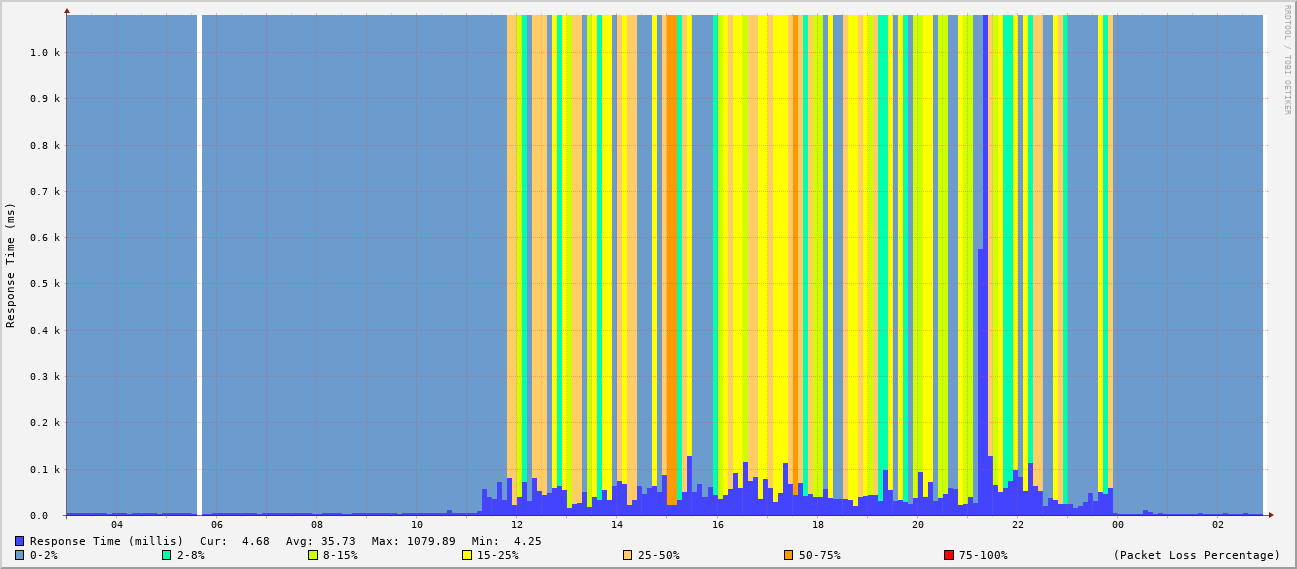 RRDTOOL / TOBI OETIKER
Response Time (ms)
1.0 k
0.9 k
0.8 k
0.7 k
0.6 k
0.5 k
0.4 k
0.3 k
0.2 k
0.1 k
0.0
04 06 08 10 12 14 16 18 20 22 00 02
Response Time (millis) Cur: 4.68 Avg: 35.73 Max: 1079.89 Min: 4.25
0-2% 2-8% 8-15% 15-25% 25-50% 50-75% 75-100% (Packet Loss Percentage)